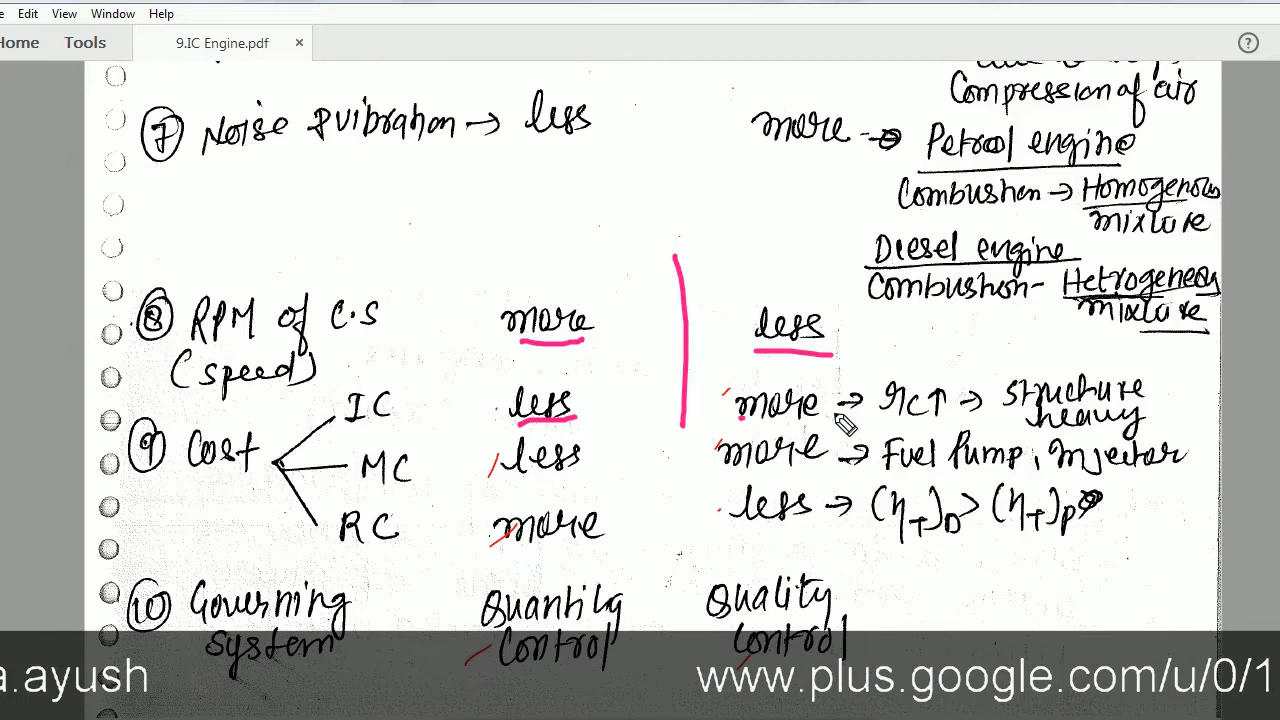 Edit View Window Help
Home Tools 9.IC Engine.pdf ×
Compression of air
7 Noise & vibration → less more →
Petrol engine
Combustion → Homogenous
mixture
Diesel engine
Combustion - Hetrogeneous
mixture
8 RPM of C.S more less
(speed)
9 Cost
IC less more → rc↑ → structure
heavy
MC less more → Fuel Pump, Injector
RC more less → (ηT)D > (ηT)P
10 Governing Quantity Quality
system control control
a.ayush www.plus.google.com/u/0/1